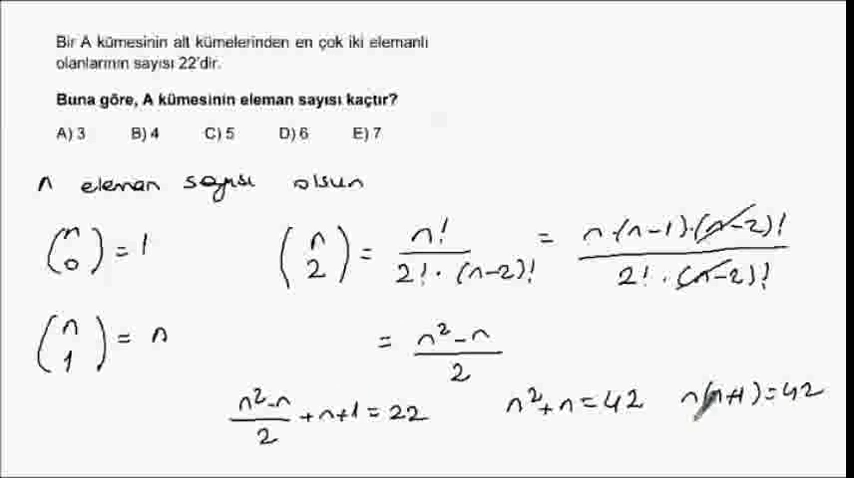 Bir A kümesinin alt kümelerinden en çok iki elemanlı
olanlarının sayısı 22'dir.
Buna göre, A kümesinin eleman sayısı kaçtır?
A) 3 B) 4 C) 5 D) 6 E) 7
n eleman sayısı olsun
(n 0) = 1 (n 2) = n! / 2! · (n-2)! = n·(n-1)·(n-2)! / 2! · (n-2)!
(n 1) = n = n² - n / 2
n² - n / 2 + n + 1 = 22 n² + n = 42 n(n+1) = 42